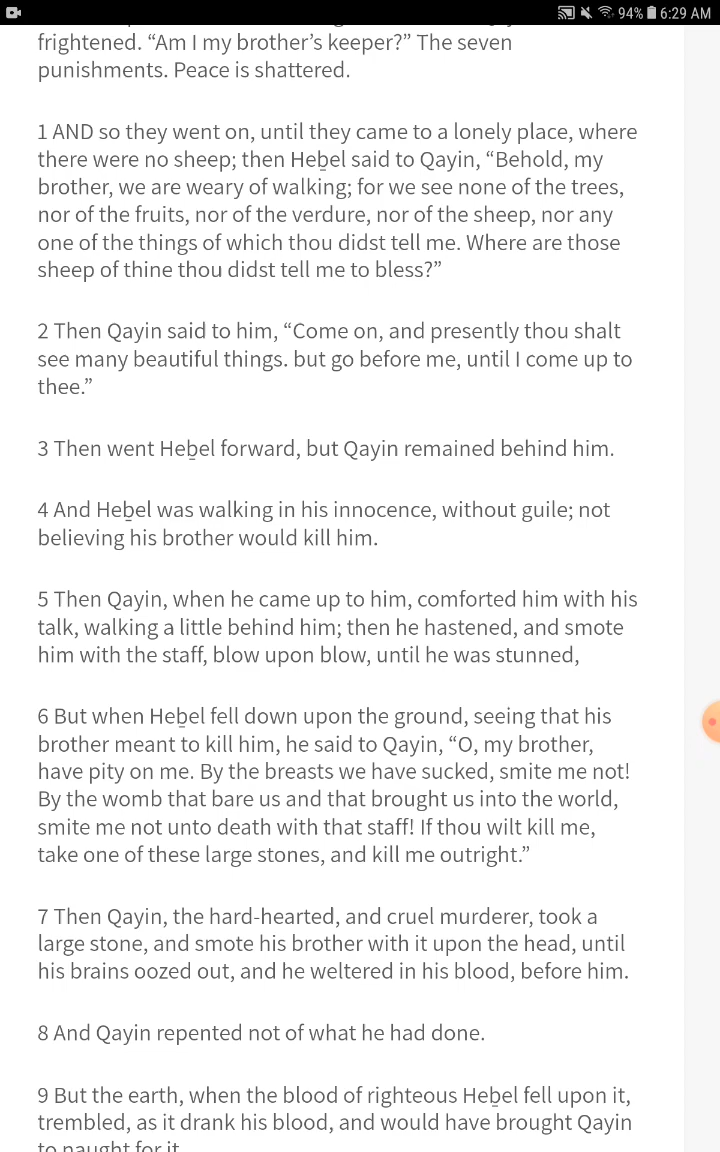 94% 6:29 AM
frightened. “Am I my brother’s keeper?” The seven
punishments. Peace is shattered.
1 AND so they went on, until they came to a lonely place, where
there were no sheep; then Heḇel said to Qayin, “Behold, my
brother, we are weary of walking; for we see none of the trees,
nor of the fruits, nor of the verdure, nor of the sheep, nor any
one of the things of which thou didst tell me. Where are those
sheep of thine thou didst tell me to bless?”
2 Then Qayin said to him, “Come on, and presently thou shalt
see many beautiful things. but go before me, until I come up to
thee.”
3 Then went Heḇel forward, but Qayin remained behind him.
4 And Heḇel was walking in his innocence, without guile; not
believing his brother would kill him.
5 Then Qayin, when he came up to him, comforted him with his
talk, walking a little behind him; then he hastened, and smote
him with the staff, blow upon blow, until he was stunned,
6 But when Heḇel fell down upon the ground, seeing that his
brother meant to kill him, he said to Qayin, “O, my brother,
have pity on me. By the breasts we have sucked, smite me not!
By the womb that bare us and that brought us into the world,
smite me not unto death with that staff! If thou wilt kill me,
take one of these large stones, and kill me outright.”
7 Then Qayin, the hard-hearted, and cruel murderer, took a
large stone, and smote his brother with it upon the head, until
his brains oozed out, and he weltered in his blood, before him.
8 And Qayin repented not of what he had done.
9 But the earth, when the blood of righteous Heḇel fell upon it,
trembled, as it drank his blood, and would have brought Qayin
to naught for it